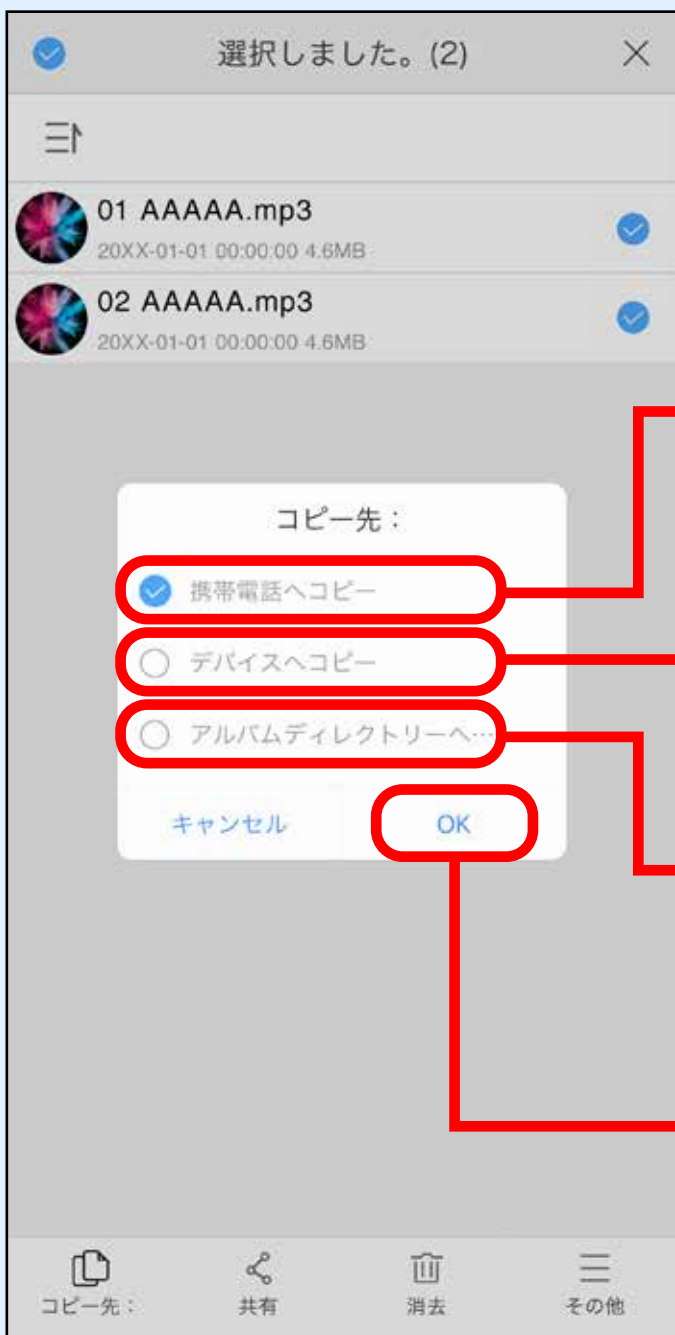 選択しました。(2)
01 AAAAA.mp3
20XX-01-01 00:00:00 4.6MB
02 AAAAA.mp3
20XX-01-01 00:00:00 4.6MB
コピー先：
携帯電話へコピー
デバイスへコピー
アルバムディレクトリーへ…
キャンセル OK
コピー先： 共有 消去 その他